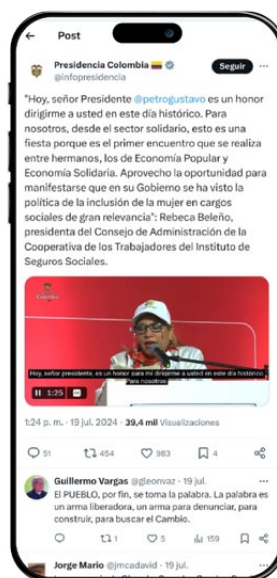 Post
Presidencia Colombia
@infopresidencia
Seguir
"Hoy, señor Presidente @petrogustavo es un honor
dirigirme a usted en este día histórico. Para
nosotros, desde el sector solidario, esto es una
fiesta porque es el primer encuentro que se realiza
entre hermanos, los de Economía Popular y
Economía Solidaria. Aprovecho la oportunidad para
manifestarse que en su Gobierno se ha visto la
política de la inclusión de la mujer en cargos
sociales de gran relevancia": Rebeca Beleño,
presidenta del Consejo de Administración de la
Cooperativa de los Trabajadores del Instituto de
Seguros Sociales.
Hoy, señor presidente, es un honor para mí dirigirme a usted en este día histórico.
Para nosotros
1:25
1:24 p. m. · 19 jul. 2024 · 39,4 mil Visualizaciones
51 454 983 4
Guillermo Vargas @gleonvaz · 19 jul.
El PUEBLO, por fin, se toma la palabra. La palabra es
un arma liberadora, un arma para denunciar, para
construir, para buscar el Cambio.
1 5 159
Jorge Mario @jmcadavid · 19 jul.